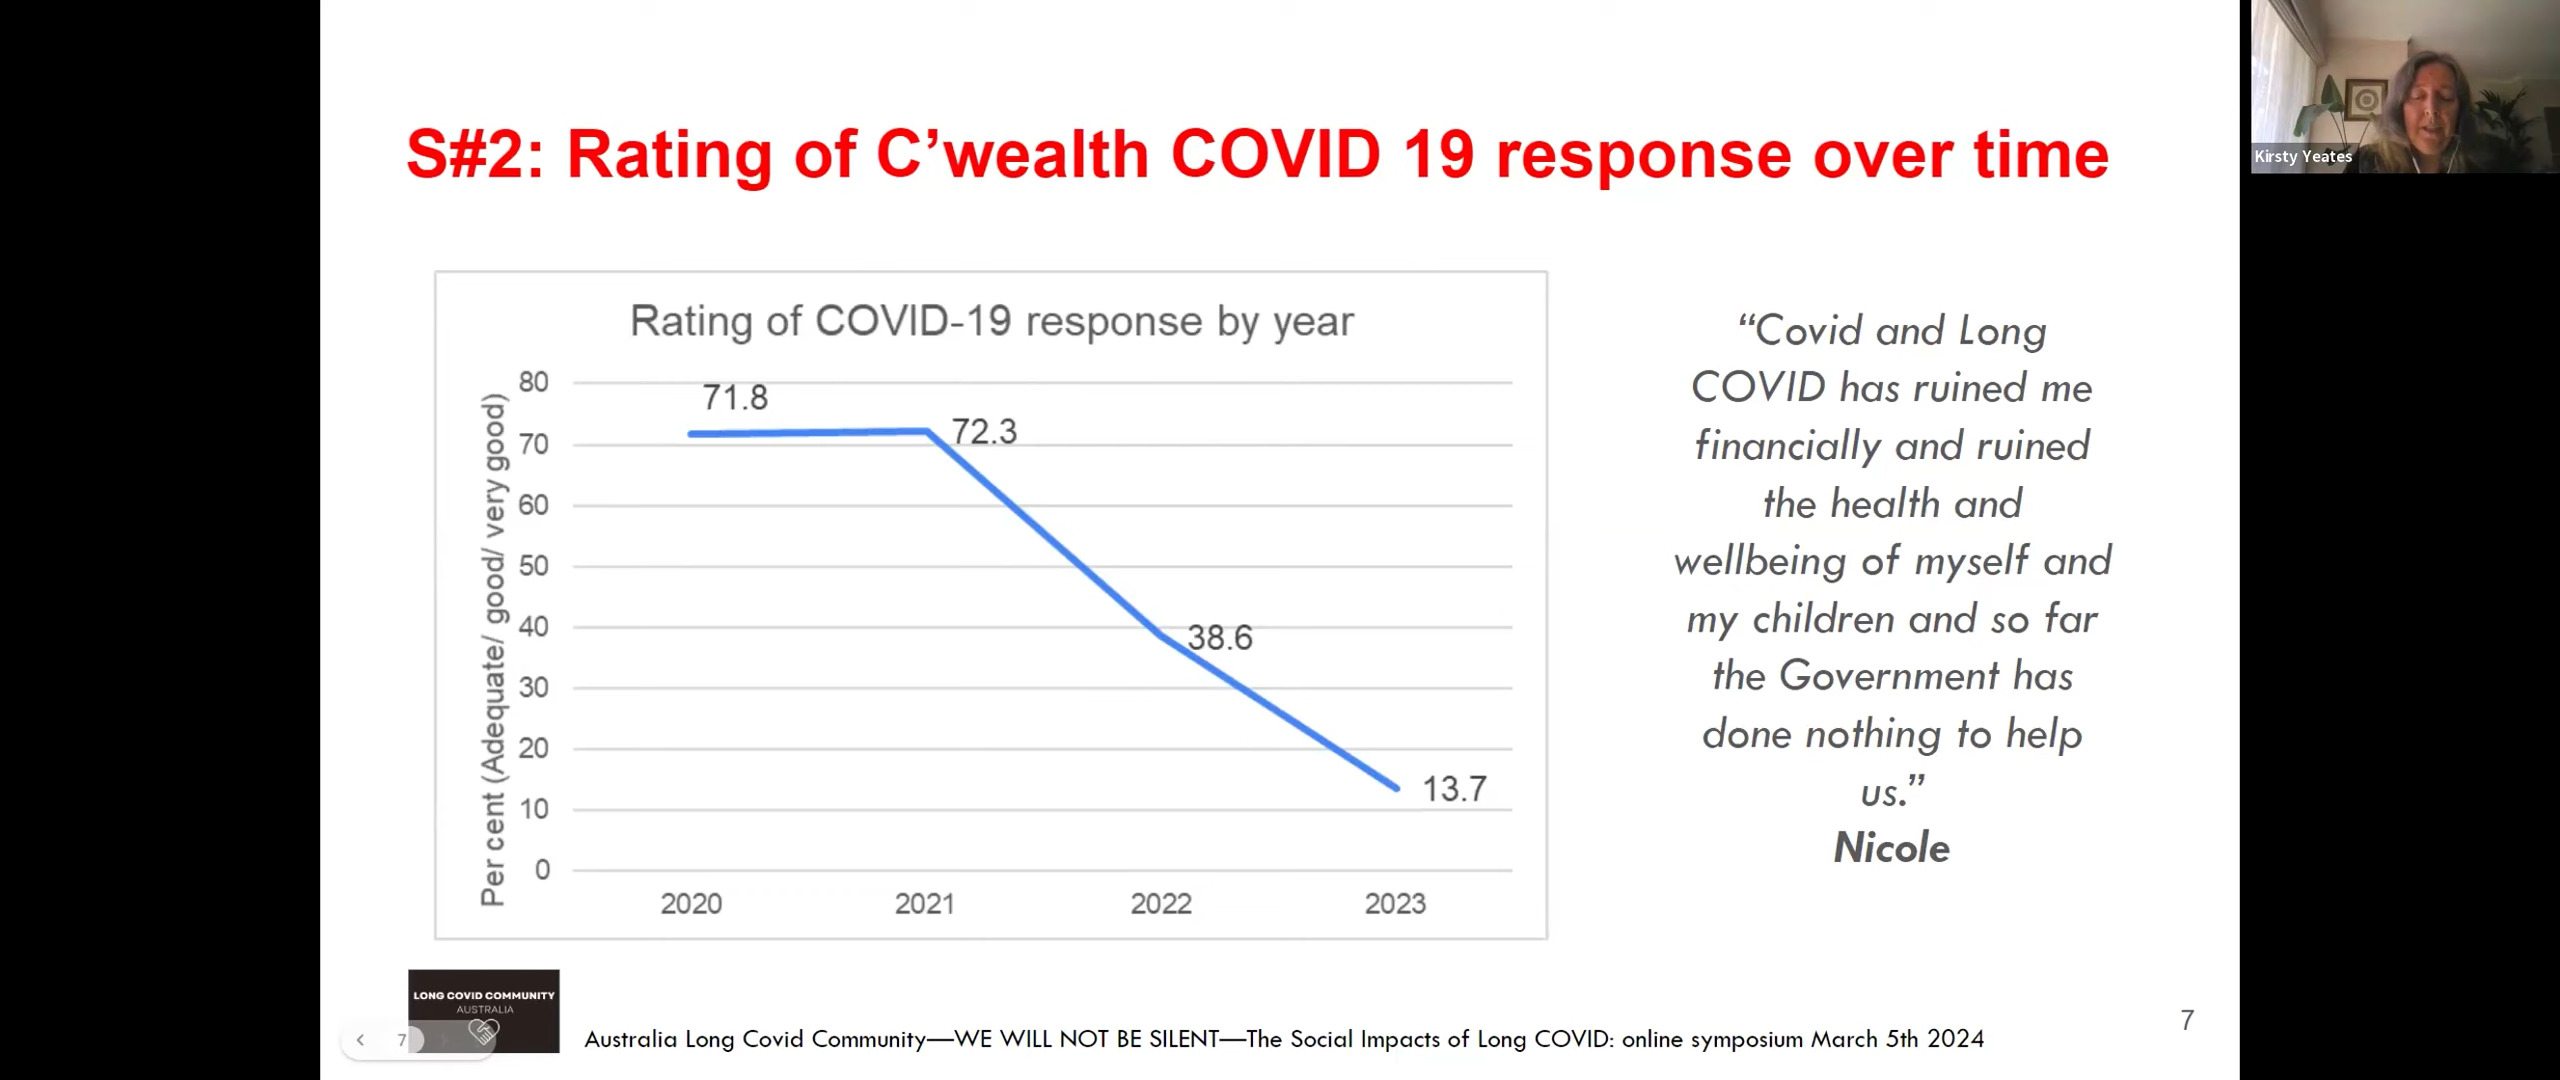 S#2: Rating of C’wealth COVID 19 response over time
Kirsty Yeates
Rating of COVID-19 response by year
Per cent (Adequate/ good/ very good)
80
70
60
50
40
30
20
10
0
71.8
72.3
38.6
13.7
2020
2021
2022
2023
“Covid and Long
COVID has ruined me
financially and ruined
the health and
wellbeing of myself and
my children and so far
the Government has
done nothing to help
us.”
Nicole
LONG COVID COMMUNITY
AUSTRALIA
7
Australia Long Covid Community—WE WILL NOT BE SILENT—The Social Impacts of Long COVID: online symposium March 5th 2024
7